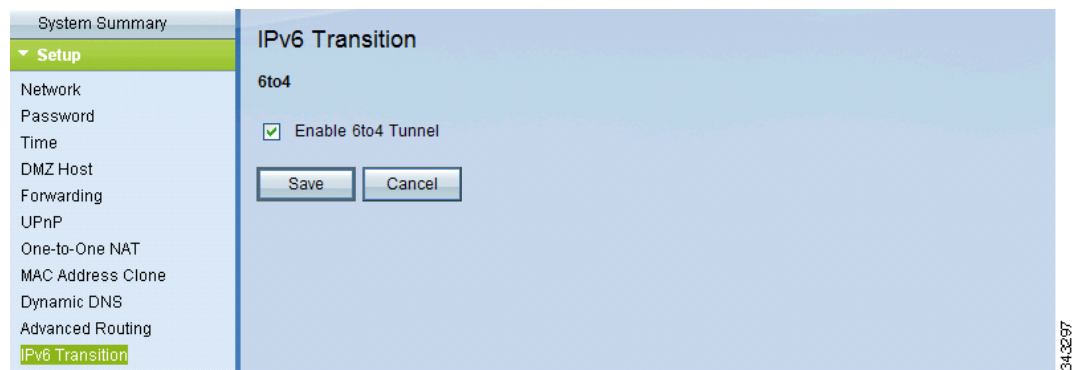 System Summary
Setup
Network
Password
Time
DMZ Host
Forwarding
UPnP
One-to-One NAT
MAC Address Clone
Dynamic DNS
Advanced Routing
IPv6 Transition
IPv6 Transition
6to4
Enable 6to4 Tunnel
Save Cancel
343297